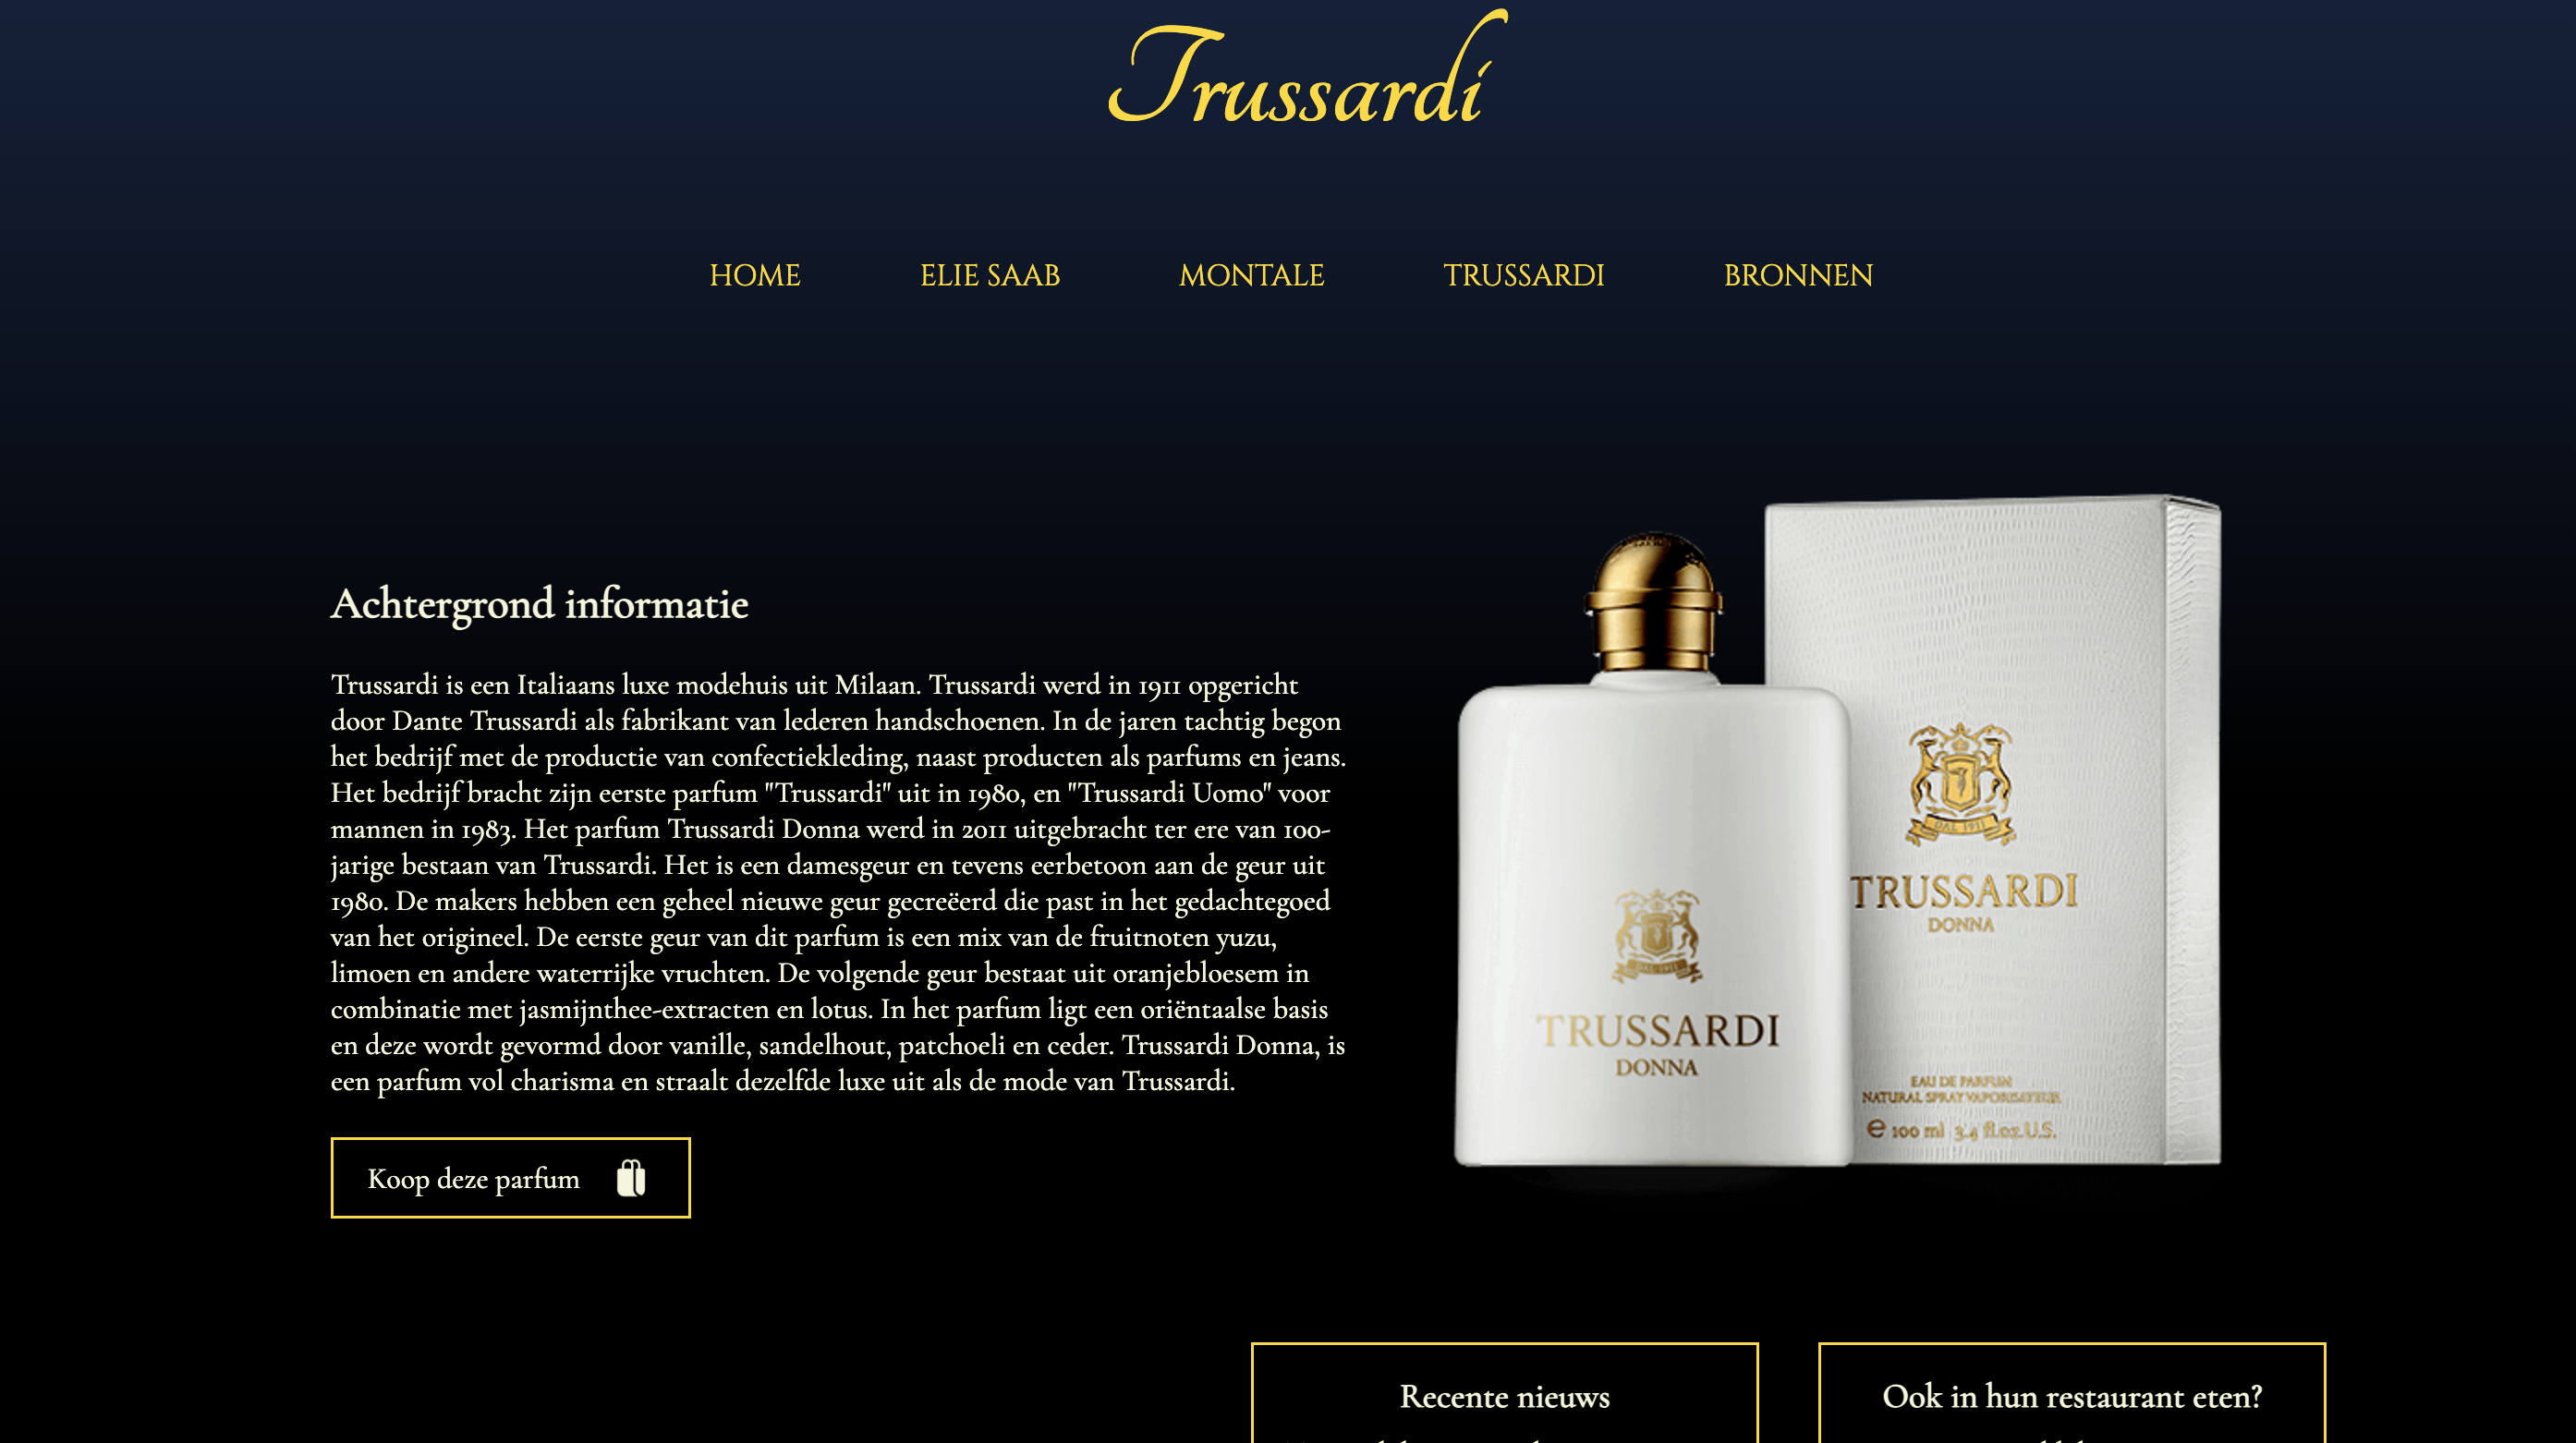 Trussardi
HOME ELIE SAAB MONTALE TRUSSARDI BRONNEN
Achtergrond informatie
Trussardi is een Italiaans luxe modehuis uit Milaan. Trussardi werd in 1911 opgericht
door Dante Trussardi als fabrikant van lederen handschoenen. In de jaren tachtig begon
het bedrijf met de productie van confectiekleding, naast producten als parfums en jeans.
Het bedrijf bracht zijn eerste parfum "Trussardi" uit in 1980, en "Trussardi Uomo" voor
mannen in 1983. Het parfum Trussardi Donna werd in 2011 uitgebracht ter ere van 100-
jarige bestaan van Trussardi. Het is een damesgeur en tevens eerbetoon aan de geur uit
1980. De makers hebben een geheel nieuwe geur gecreëerd die past in het gedachtegoed
van het origineel. De eerste geur van dit parfum is een mix van de fruitnoten yuzu,
limoen en andere waterrijke vruchten. De volgende geur bestaat uit oranjebloesem in
combinatie met jasmijnthee-extracten en lotus. In het parfum ligt een oriëntaalse basis
en deze wordt gevormd door vanille, sandelhout, patchoeli en ceder. Trussardi Donna, is
een parfum vol charisma en straalt dezelfde luxe uit als de mode van Trussardi.
Koop deze parfum
DAL 1911
TRUSSARDI
DONNA
EAU DE PARFUM
NATURAL SPRAY VAPORISATEUR
e 100 ml 3.4 fl.oz.U.S.
DAL 1911
TRUSSARDI
DONNA
Recente nieuws
Ook in hun restaurant eten?